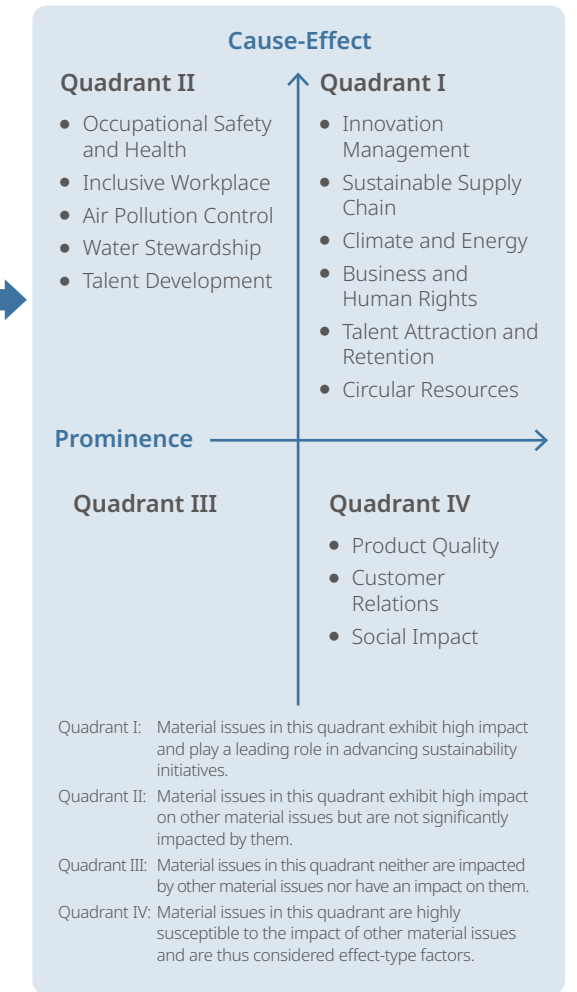 Cause-Effect
Quadrant II
• Occupational Safety
and Health
• Inclusive Workplace
• Air Pollution Control
• Water Stewardship
• Talent Development
Quadrant I
• Innovation
Management
• Sustainable Supply
Chain
• Climate and Energy
• Business and
Human Rights
• Talent Attraction and
Retention
• Circular Resources
Prominence
Quadrant III
Quadrant IV
• Product Quality
• Customer
Relations
• Social Impact
Quadrant I: Material issues in this quadrant exhibit high impact
and play a leading role in advancing sustainability
initiatives.
Quadrant II: Material issues in this quadrant exhibit high impact
on other material issues but are not significantly
impacted by them.
Quadrant III: Material issues in this quadrant neither are impacted
by other material issues nor have an impact on them.
Quadrant IV: Material issues in this quadrant are highly
susceptible to the impact of other material issues
and are thus considered effect-type factors.